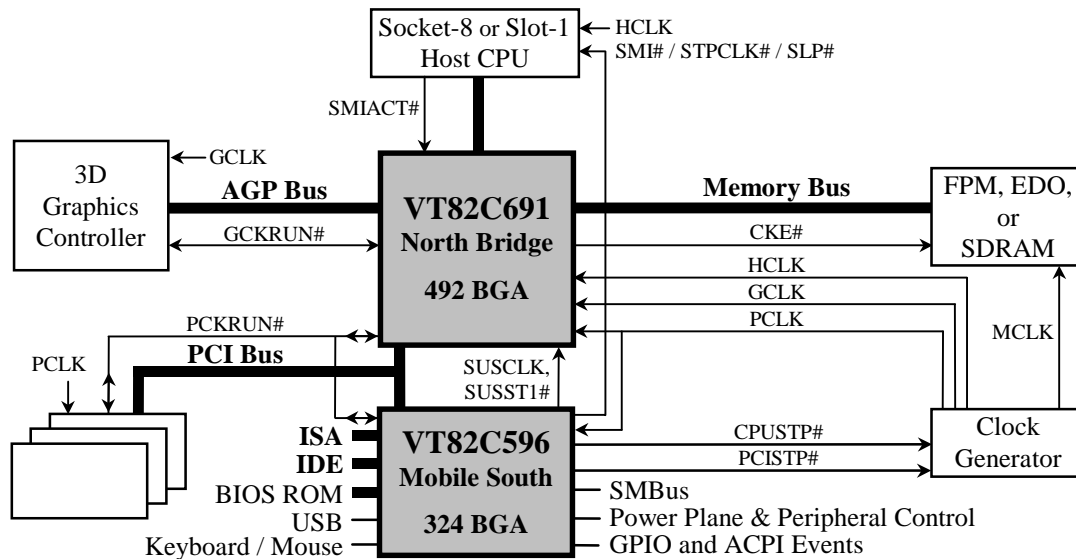 Socket-8 or Slot-1
Host CPU
HCLK
SMI# / STPCLK# / SLP#
SMIACT#
3D
Graphics
Controller
GCLK
AGP Bus
GCKRUN#
VT82C691
North Bridge
492 BGA
Memory Bus
FPM, EDO,
or
SDRAM
CKE#
HCLK
GCLK
PCLK
MCLK
PCKRUN#
PCI Bus
PCLK
SUSCLK,
SUSST1#
ISA
IDE
BIOS ROM
USB
Keyboard / Mouse
VT82C596
Mobile South
324 BGA
CPUSTP#
PCISTP#
Clock
Generator
SMBus
Power Plane & Peripheral Control
GPIO and ACPI Events